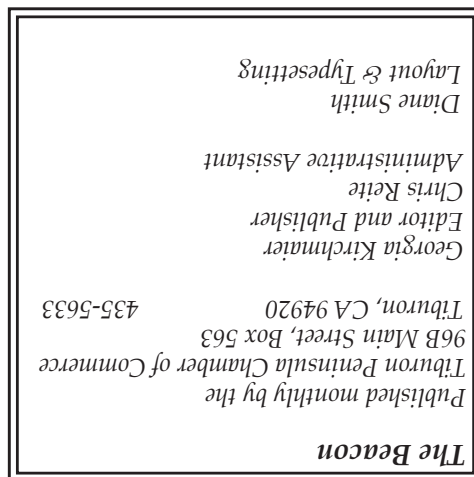 The Beacon
Published monthly by the
Tiburon Peninsula Chamber of Commerce
96B Main Street, Box 563
Tiburon, CA 94920 435-5633
Georgia Kirchmaier
Editor and Publisher
Chris Reite
Administrative Assistant
Diane Smith
Layout & Typesetting